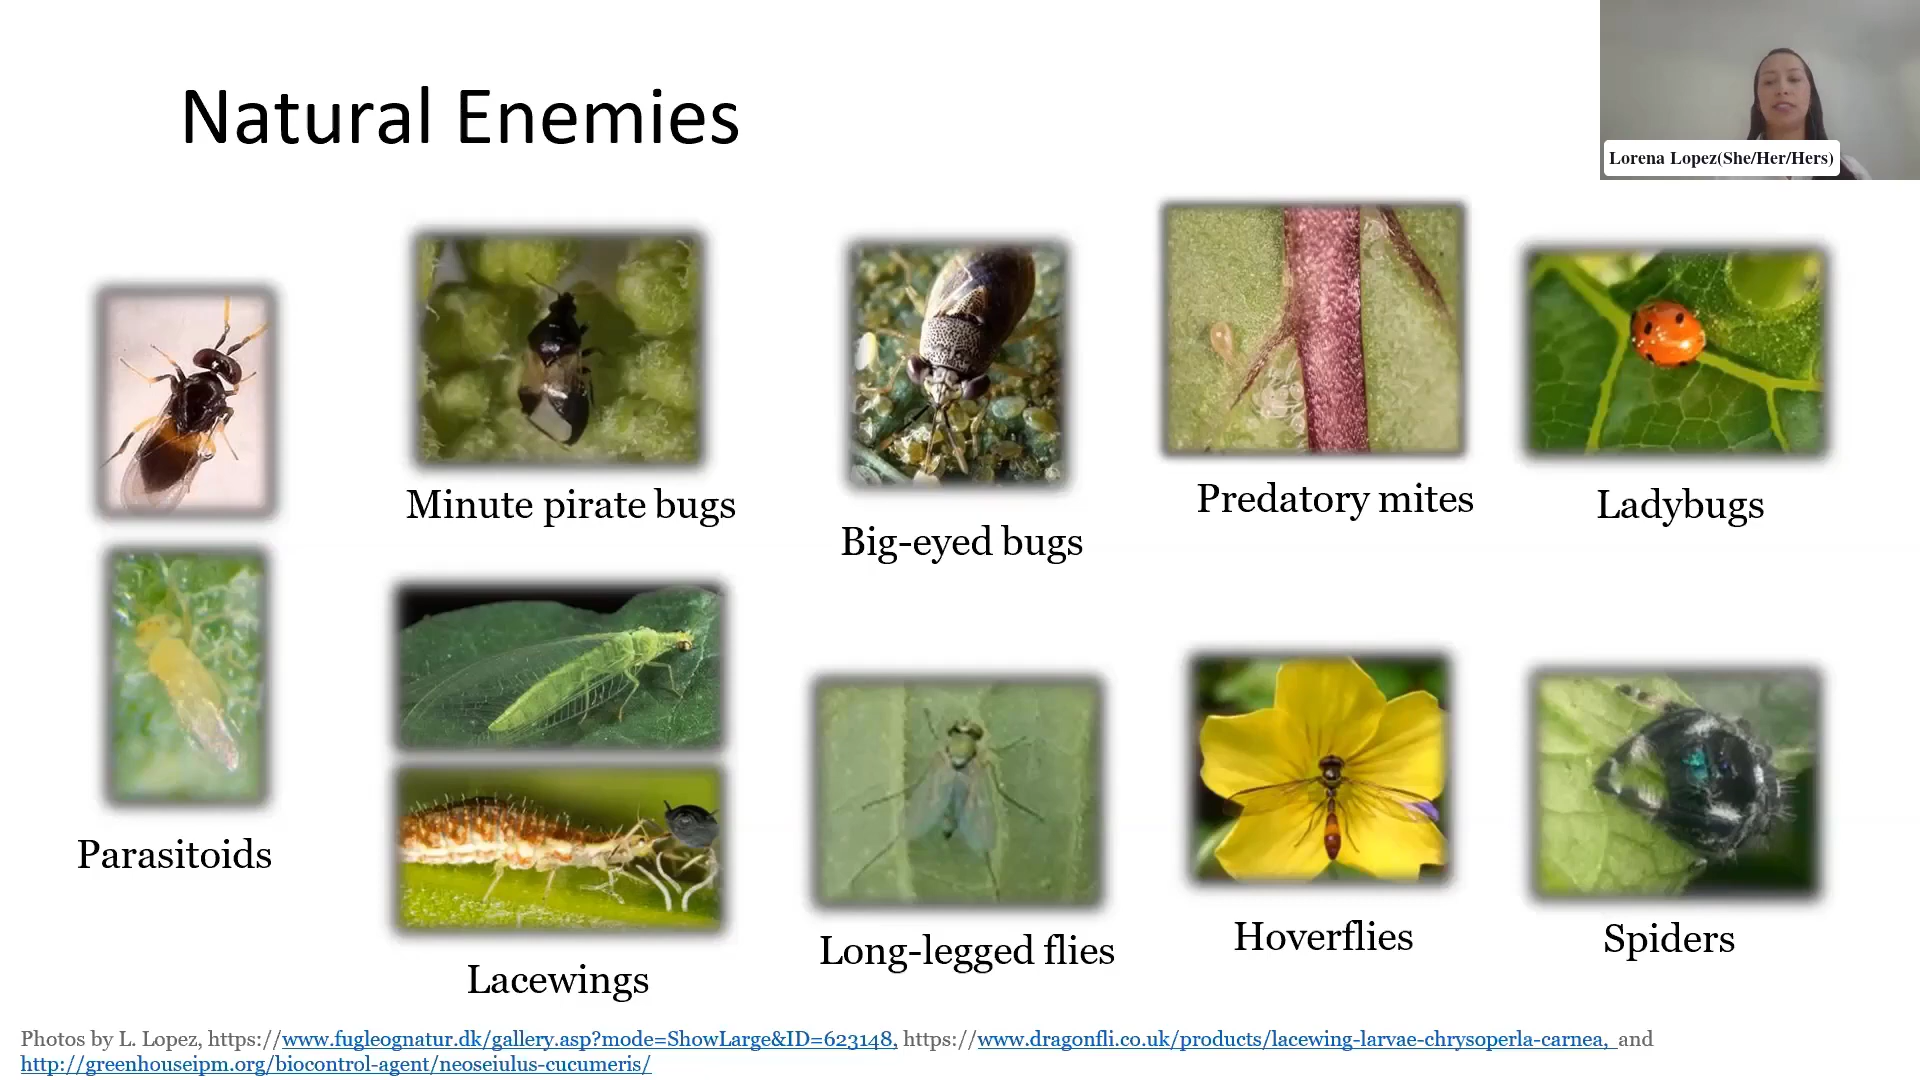 Natural Enemies
Lorena Lopez(She/Her/Hers)
Minute pirate bugs
Big-eyed bugs
Predatory mites
Ladybugs
Parasitoids
Lacewings
Long-legged flies
Hoverflies
Spiders
Photos by L. Lopez, https://www.fugleognatur.dk/gallery.asp?mode=ShowLarge&ID=623148, https://www.dragonfli.co.uk/products/lacewing-larvae-chrysoperla-carnea, and
http://greenhouseipm.org/biocontrol-agent/neoseiulus-cucumeris/